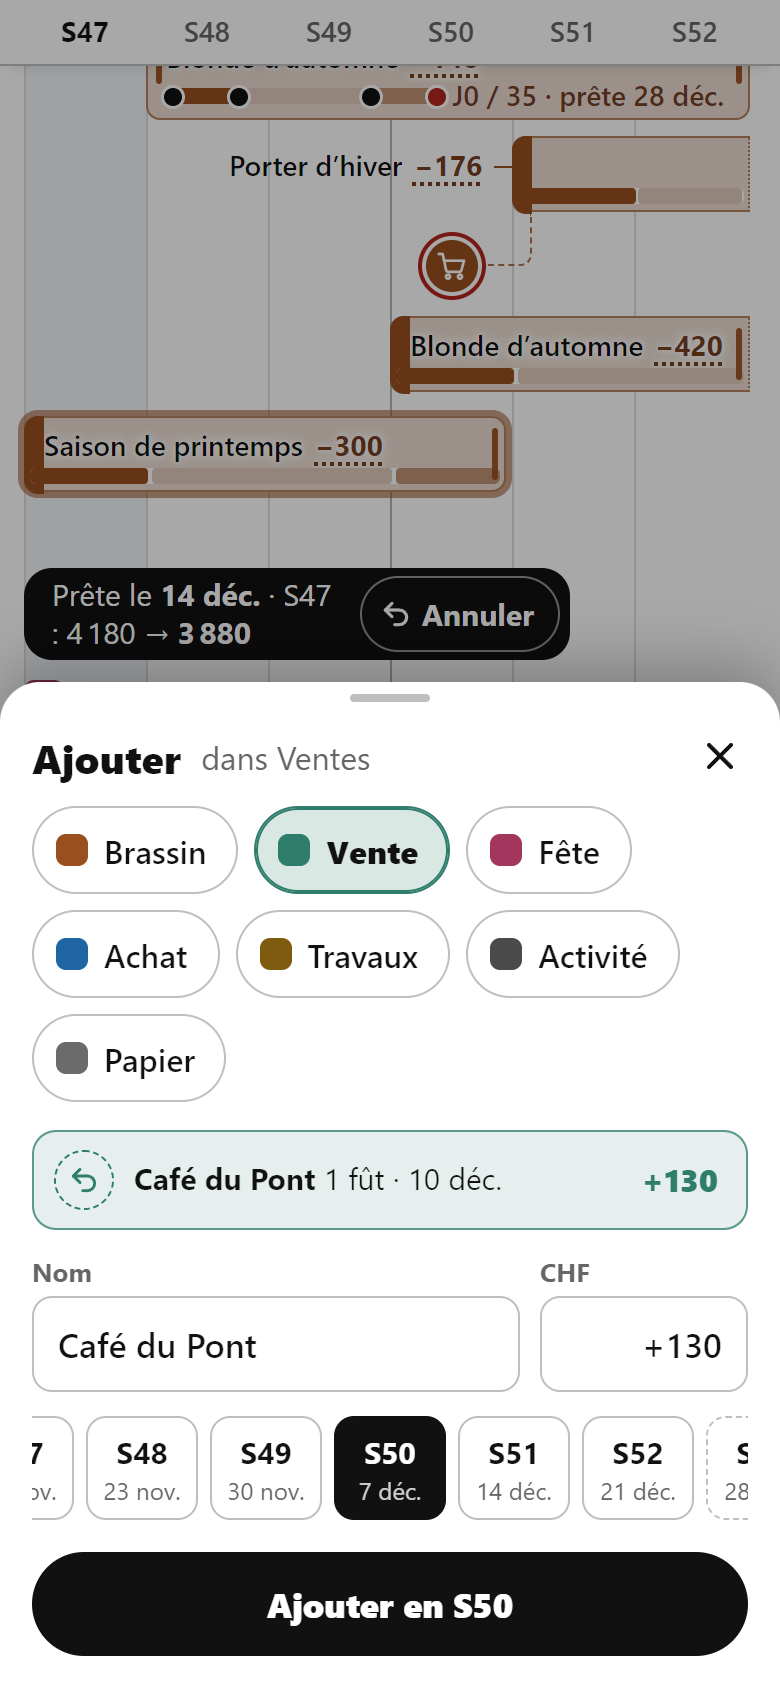 S47 S48 S49 S50 S51 S52
J0 / 35 · prête 28 déc.
Porter d’hiver −176
Blonde d’automne −420
Saison de printemps −300
Prête le 14 déc. · S47
: 4 180 → 3 880
Annuler
Ajouter dans Ventes
Brassin Vente Fête
Achat Travaux Activité
Papier
Café du Pont 1 fût · 10 déc. +130
Nom CHF
Café du Pont +130
S48 S49 S50 S51 S52
23 nov. 30 nov. 7 déc. 14 déc. 21 déc. 28
Ajouter en S50